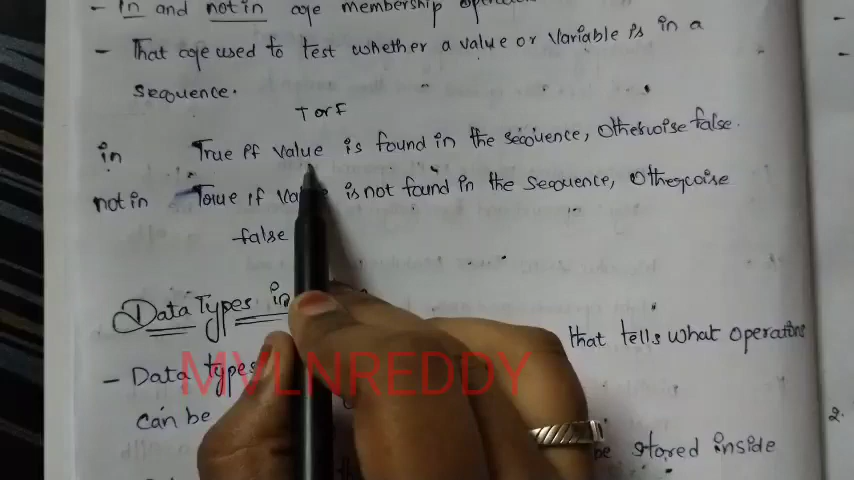 - In and not in are membership
- That are used to test whether a value or variable is in a
sequence.
T or F
in True if value is found in the sequence, Otherwise false.
not in True if is not found in the sequence, Otherwise
false
Data Types in
- Data types that tells what operations
can be
be stored inside
2.
MVLNREDDY